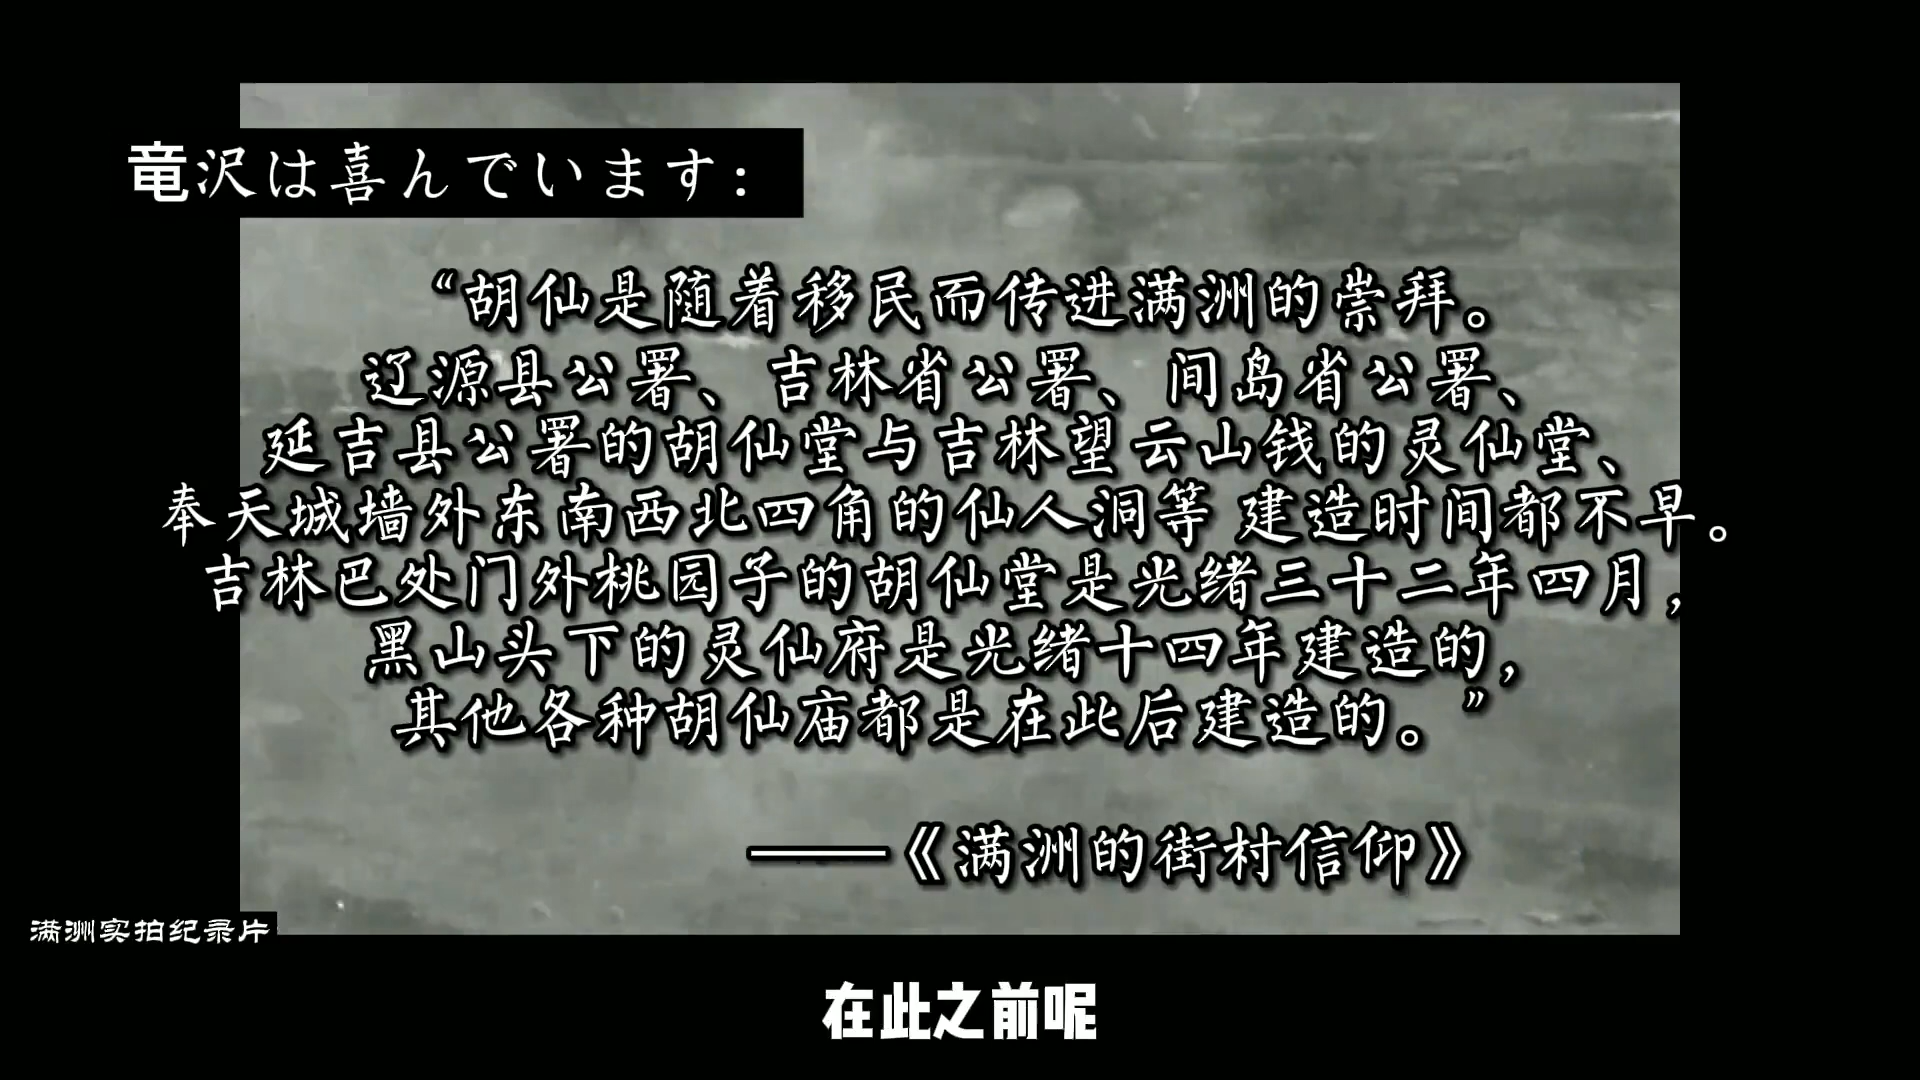 竜沢は喜んでいます：
“胡仙是随着移民而传进满洲的崇拜。
辽源县公署、吉林省公署、间岛省公署、
延吉县公署的胡仙堂与吉林望云山钱的灵仙堂、
奉天城墙外东南西北四角的仙人洞等 建造时间都不早。
吉林巴处门外桃园子的胡仙堂是光绪三十二年四月，
黑山头下的灵仙府是光绪十四年建造的，
其他各种胡仙庙都是在此后建造的。”
——《满洲的街村信仰》
满洲实拍纪录片
在此之前呢